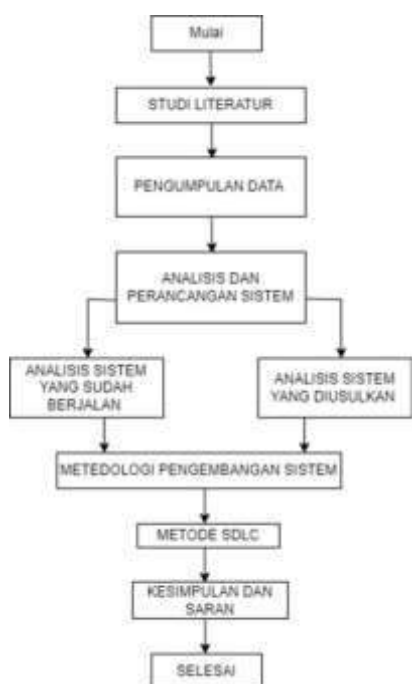 Mulai
STUDI LITERATUR
PENGUMPULAN DATA
ANALISIS DAN
PERANCANGAN SISTEM
ANALISIS SISTEM
YANG SUDAH
BERJALAN
ANALISIS SISTEM
YANG DIUSULKAN
METEDOLOGI PENGEMBANGAN SISTEM
METODE SDLC
KESIMPULAN DAN
SARAN
SELESAI